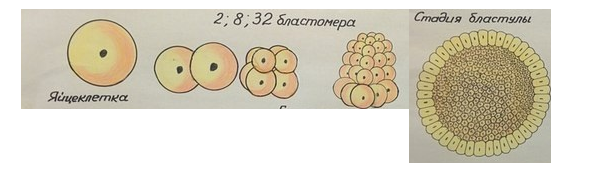 2; 8; 32 бластомера
Стадия бластулы
Яйцеклетка